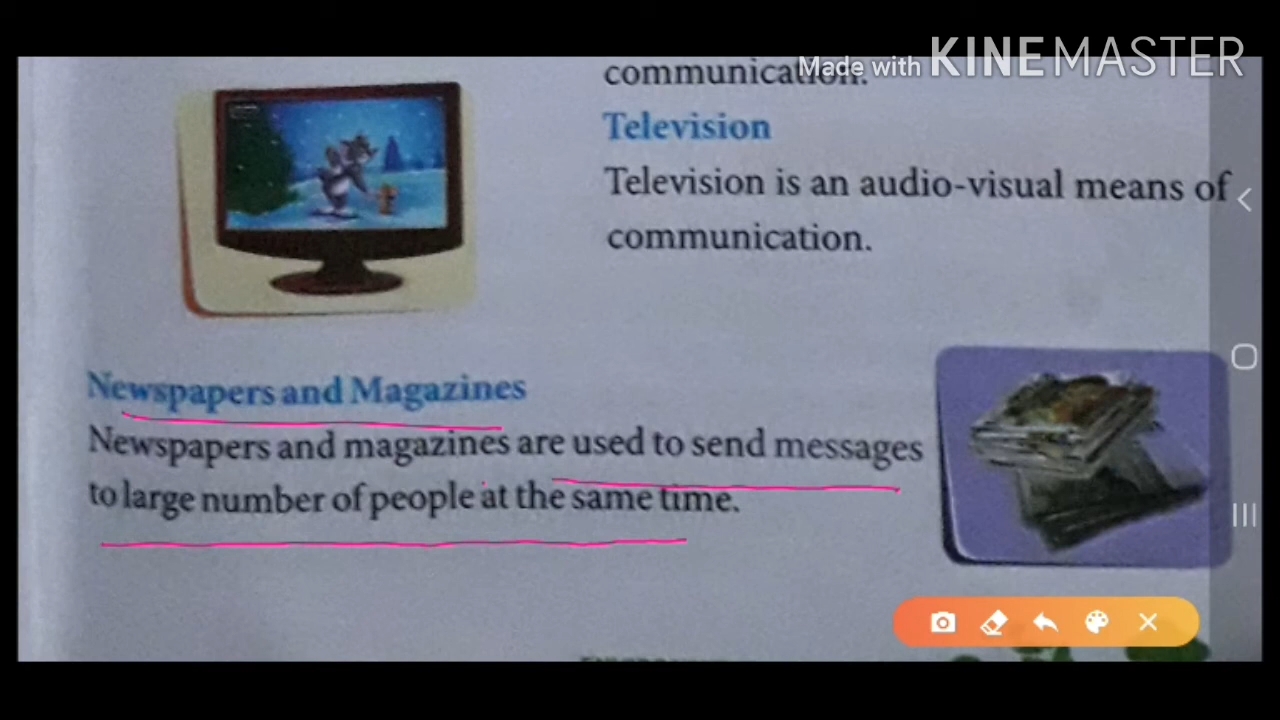 Made with KINEMASTER
communication.
Television
Television is an audio-visual means of
communication.
Newspapers and Magazines
Newspapers and magazines are used to send messages
to large number of people at the same time.